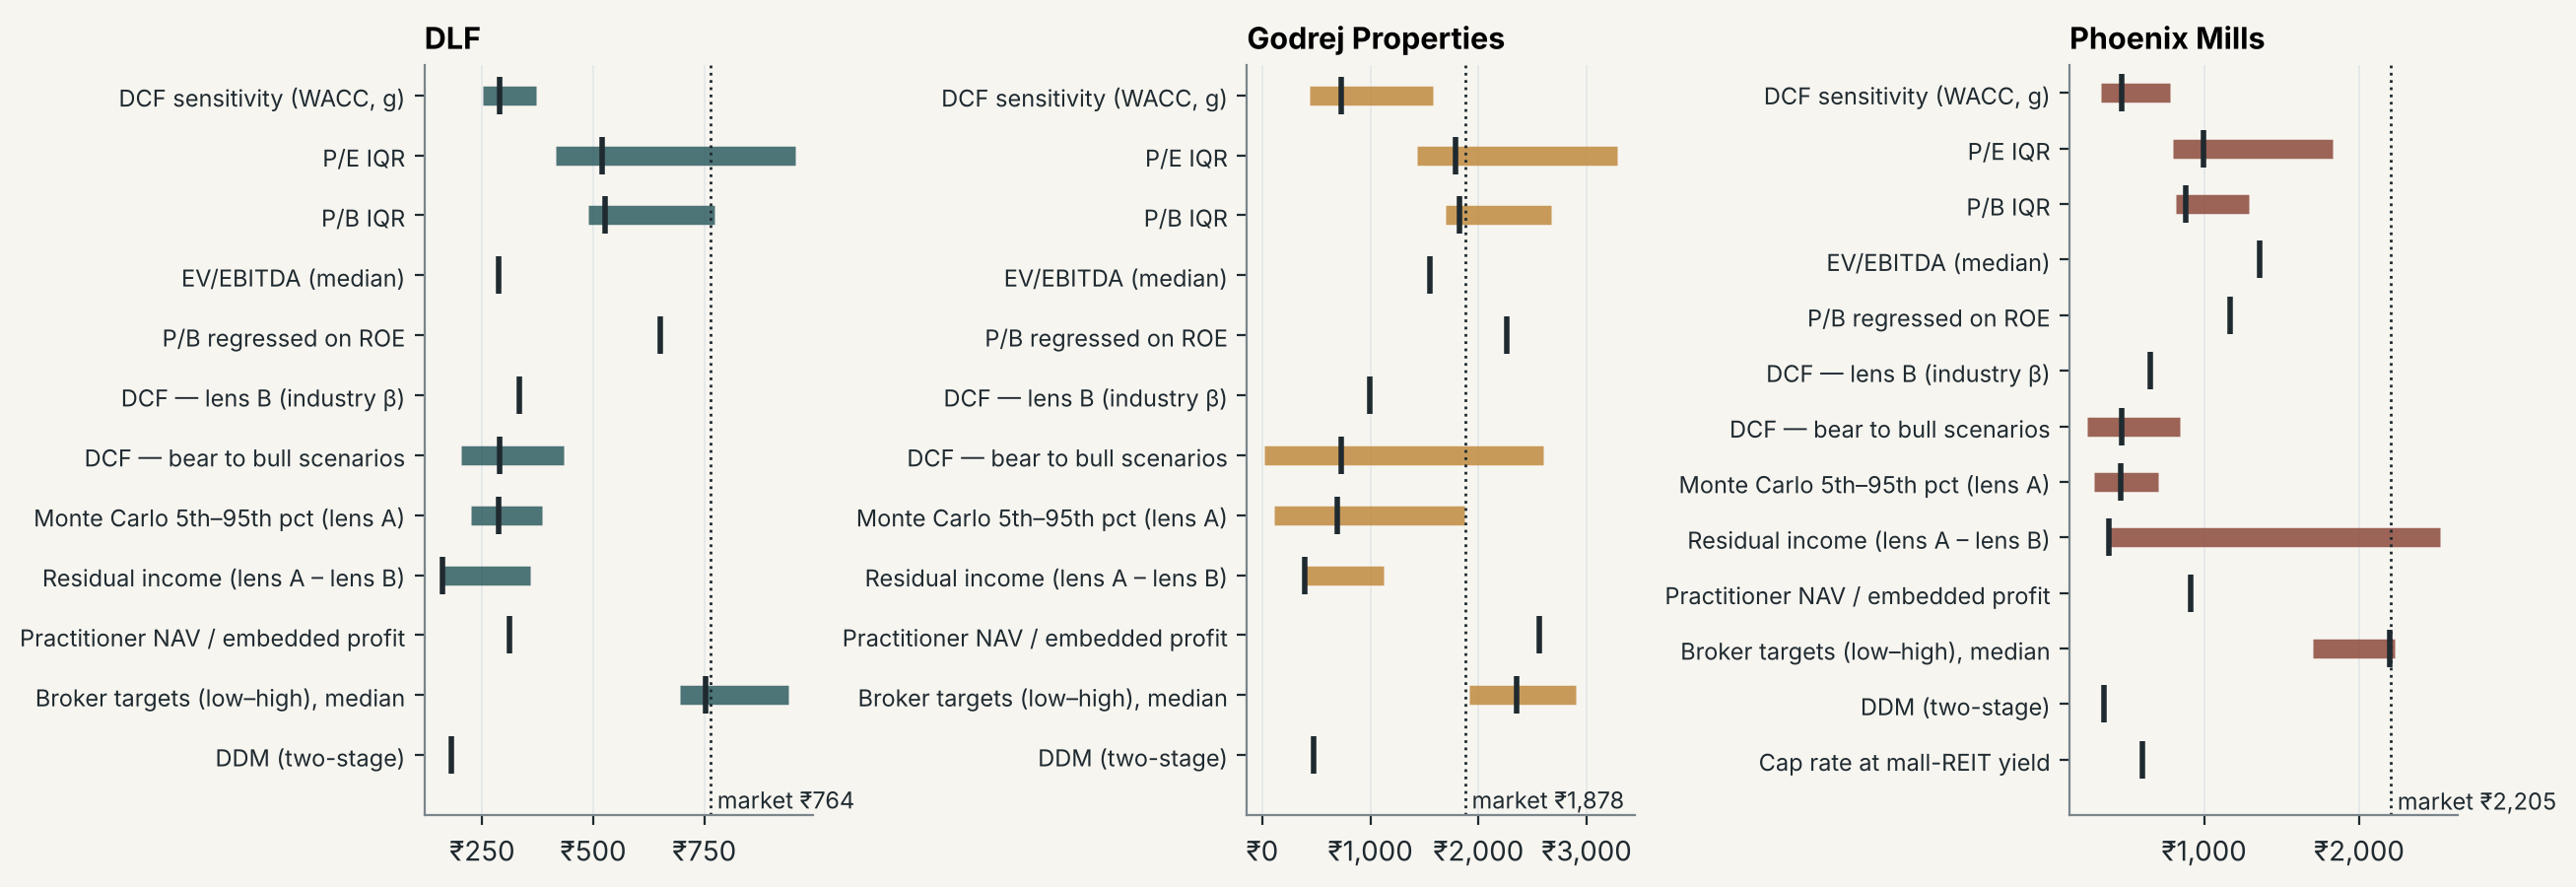 DLF
DCF sensitivity (WACC, g)
P/E IQR
P/B IQR
EV/EBITDA (median)
P/B regressed on ROE
DCF — lens B (industry β)
DCF — bear to bull scenarios
Monte Carlo 5th–95th pct (lens A)
Residual income (lens A – lens B)
Practitioner NAV / embedded profit
Broker targets (low–high), median
DDM (two-stage)
market ₹764
₹250 ₹500 ₹750
Godrej Properties
DCF sensitivity (WACC, g)
P/E IQR
P/B IQR
EV/EBITDA (median)
P/B regressed on ROE
DCF — lens B (industry β)
DCF — bear to bull scenarios
Monte Carlo 5th–95th pct (lens A)
Residual income (lens A – lens B)
Practitioner NAV / embedded profit
Broker targets (low–high), median
DDM (two-stage)
market ₹1,878
₹0 ₹1,000 ₹2,000 ₹3,000
Phoenix Mills
DCF sensitivity (WACC, g)
P/E IQR
P/B IQR
EV/EBITDA (median)
P/B regressed on ROE
DCF — lens B (industry β)
DCF — bear to bull scenarios
Monte Carlo 5th–95th pct (lens A)
Residual income (lens A – lens B)
Practitioner NAV / embedded profit
Broker targets (low–high), median
DDM (two-stage)
Cap rate at mall-REIT yield
market ₹2,205
₹1,000 ₹2,000